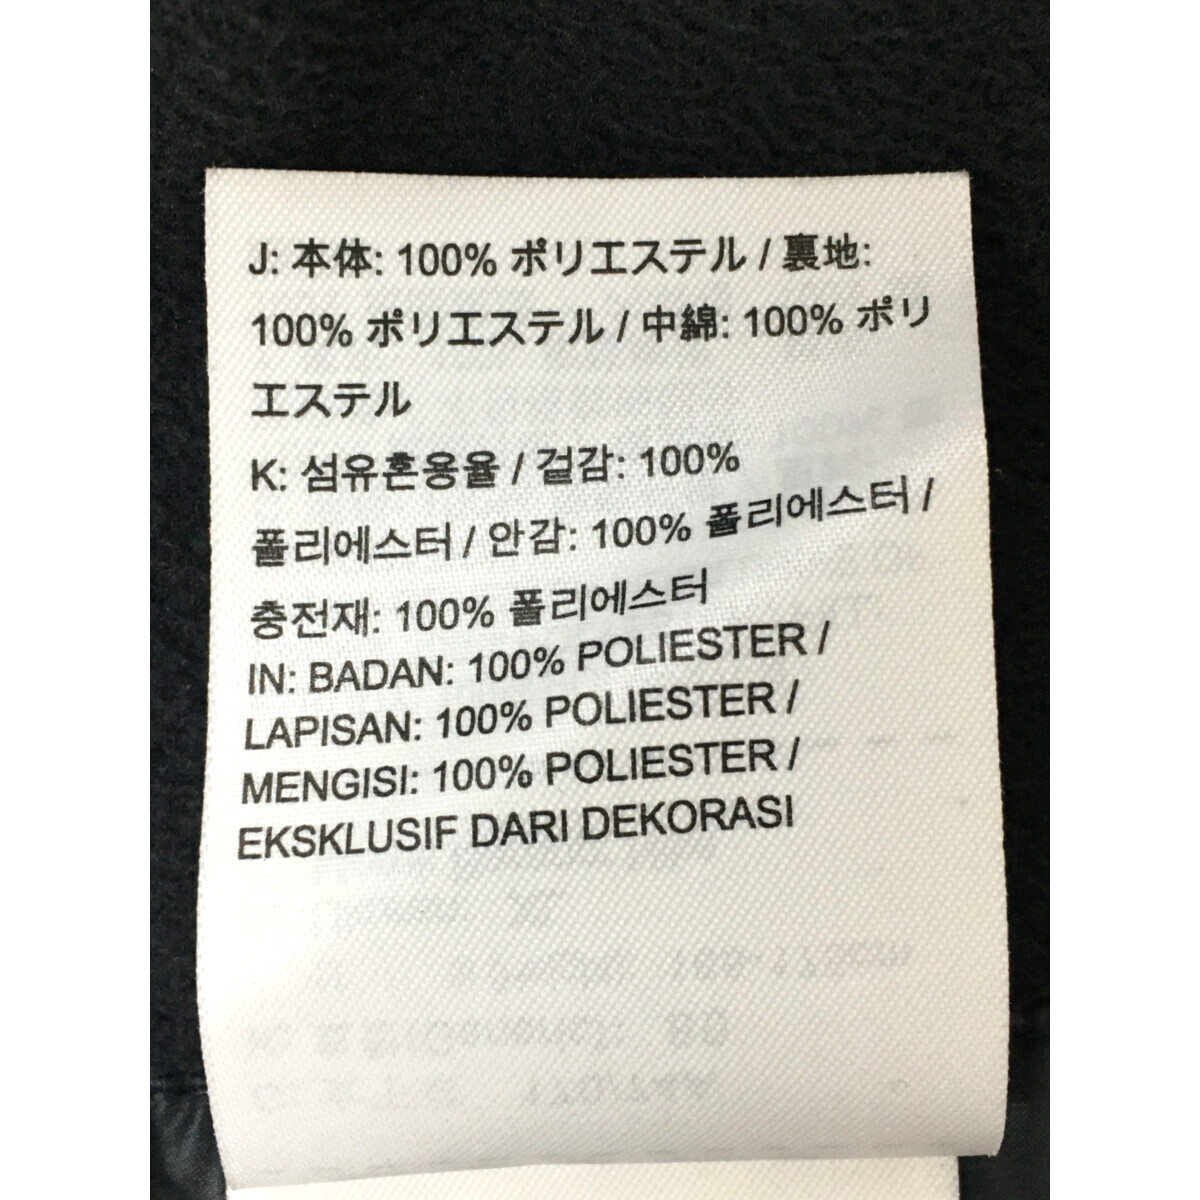 J: 本体: 100% ポリエステル / 裏地:
100% ポリエステル / 中綿: 100% ポリ
エステル
K: 섬유혼용율 / 겉감: 100%
폴리에스터 / 안감: 100% 폴리에스터 /
충전재: 100% 폴리에스터
IN: BADAN: 100% POLIESTER /
LAPISAN: 100% POLIESTER /
MENGISI: 100% POLIESTER /
EKSKLUSIF DARI DEKORASI